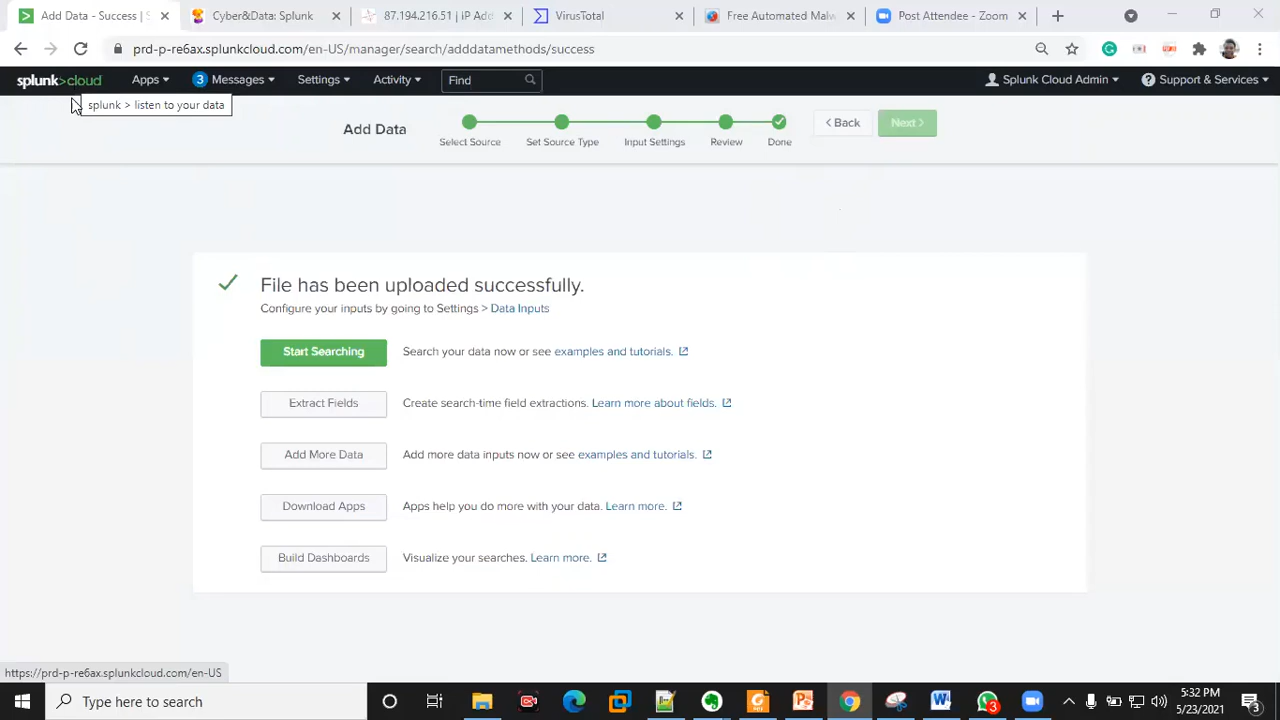 Add Data - Success | S
Cyber&Data: Splunk
87.194.216.51 | IP Add
VirusTotal
Free Automated Malw
Post Attendee - Zoom
prd-p-re6ax.splunkcloud.com/en-US/manager/search/adddatamethods/success
splunk>cloud Apps 3 Messages Settings Activity Find Splunk Cloud Admin Support & Services
splunk > listen to your data
Add Data
Select Source Set Source Type Input Settings Review Done
< Back Next >
File has been uploaded successfully.
Configure your inputs by going to Settings > Data Inputs
Start Searching Search your data now or see examples and tutorials.
Extract Fields Create search-time field extractions. Learn more about fields.
Add More Data Add more data inputs now or see examples and tutorials.
Download Apps Apps help you do more with your data. Learn more.
Build Dashboards Visualize your searches. Learn more.
https://prd-p-re6ax.splunkcloud.com/en-US
Type here to search
3
5:32 PM
5/23/2021
3